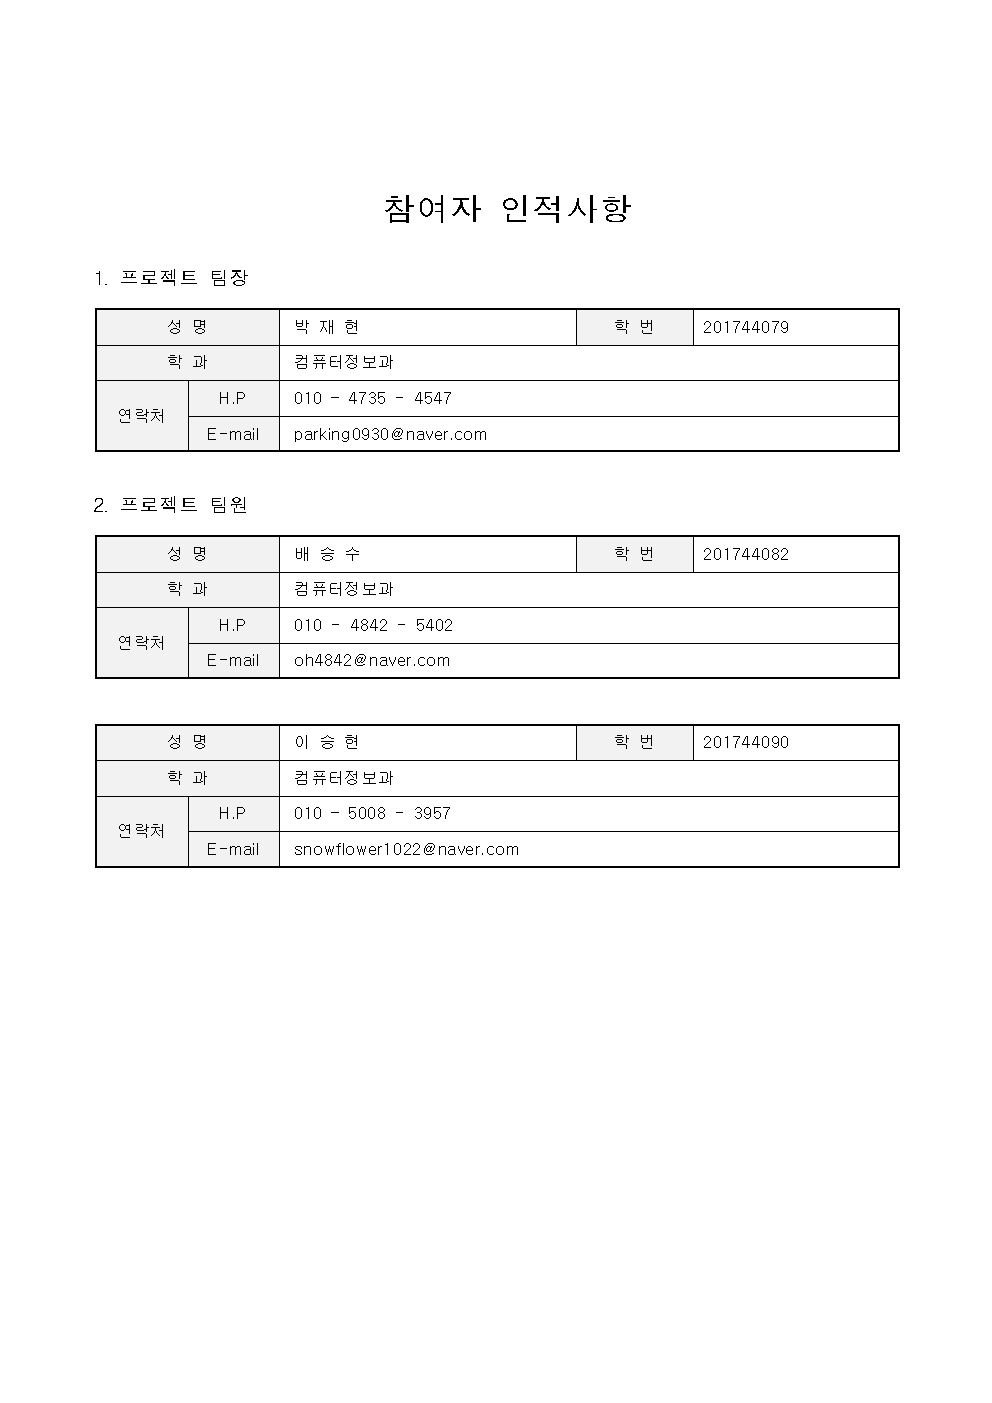 참여자 인적사항
1. 프로젝트 팀장
성 명 박 재 현 학 번 201744079
학 과 컴퓨터정보과
연락처
H.P 010 - 4735 - 4547
E-mail parking0930@naver.com
2. 프로젝트 팀원
성 명 배 승 수 학 번 201744082
학 과 컴퓨터정보과
연락처
H.P 010 - 4842 - 5402
E-mail oh4842@naver.com
성 명 이 승 현 학 번 201744090
학 과 컴퓨터정보과
연락처
H.P 010 - 5008 - 3957
E-mail snowflower1022@naver.com